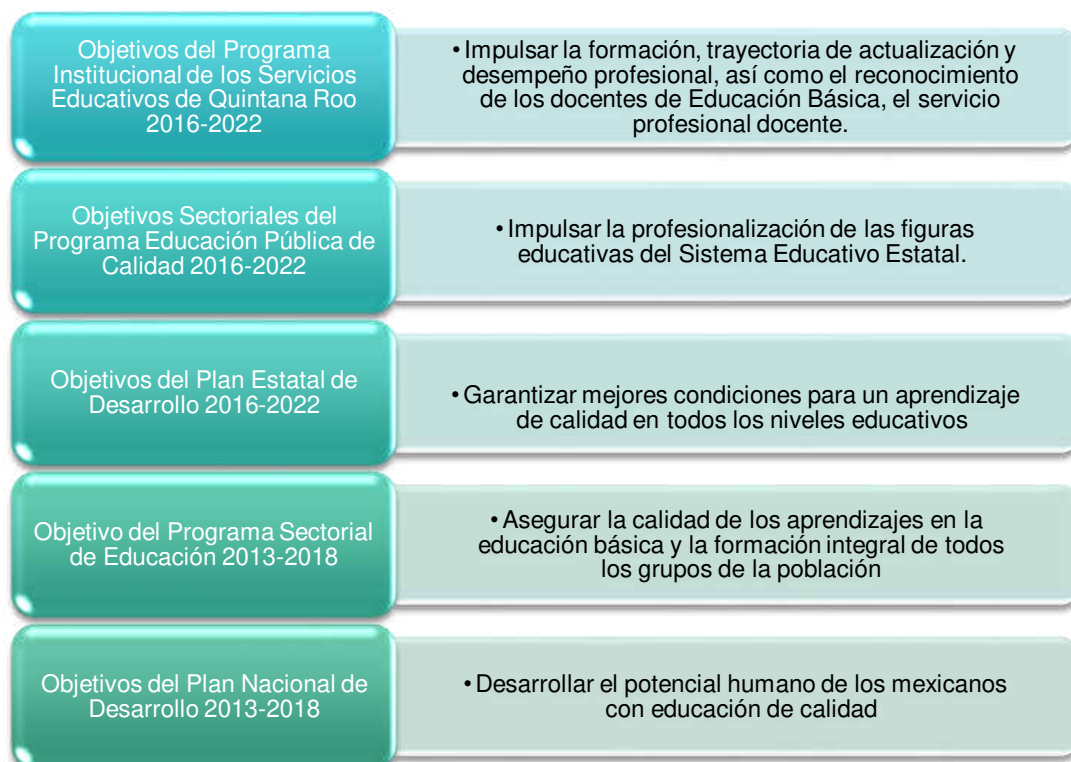 Objetivos del Programa
Institucional de los Servicios
Educativos de Quintana Roo
2016-2022
• Impulsar la formación, trayectoria de actualización y
desempeño profesional, así como el reconocimiento
de los docentes de Educación Básica, el servicio
profesional docente.
Objetivos Sectoriales del
Programa Educación Pública de
Calidad 2016-2022
• Impulsar la profesionalización de las figuras
educativas del Sistema Educativo Estatal.
Objetivos del Plan Estatal de
Desarrollo 2016-2022
• Garantizar mejores condiciones para un aprendizaje
de calidad en todos los niveles educativos
Objetivo del Programa Sectorial
de Educación 2013-2018
• Asegurar la calidad de los aprendizajes en la
educación básica y la formación integral de todos
los grupos de la población
Objetivos del Plan Nacional de
Desarrollo 2013-2018
• Desarrollar el potencial humano de los mexicanos
con educación de calidad